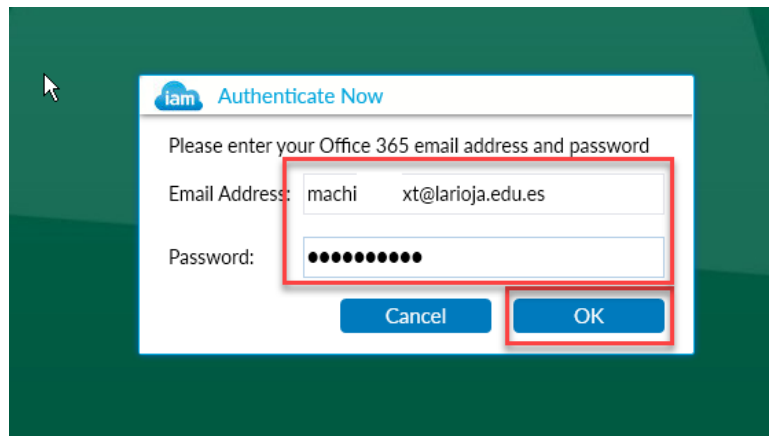 iam Authenticate Now
Please enter your Office 365 email address and password
Email Address: machi xt@larioja.edu.es
Password: ●●●●●●●●●●
Cancel OK